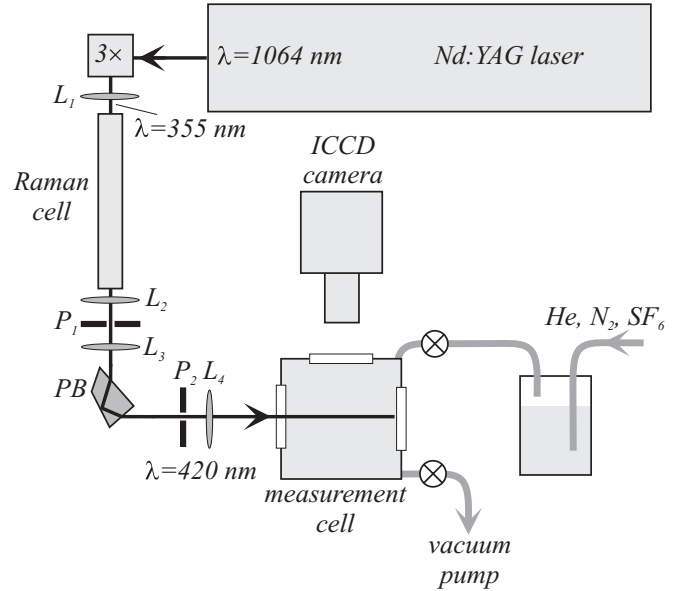 3×
λ=1064 nm
Nd:YAG laser
L1
λ=355 nm
ICCD
camera
Raman
cell
L2
P1
He, N2, SF6
L3
PB
P2 L4
λ=420 nm
measurement
cell
vacuum
pump